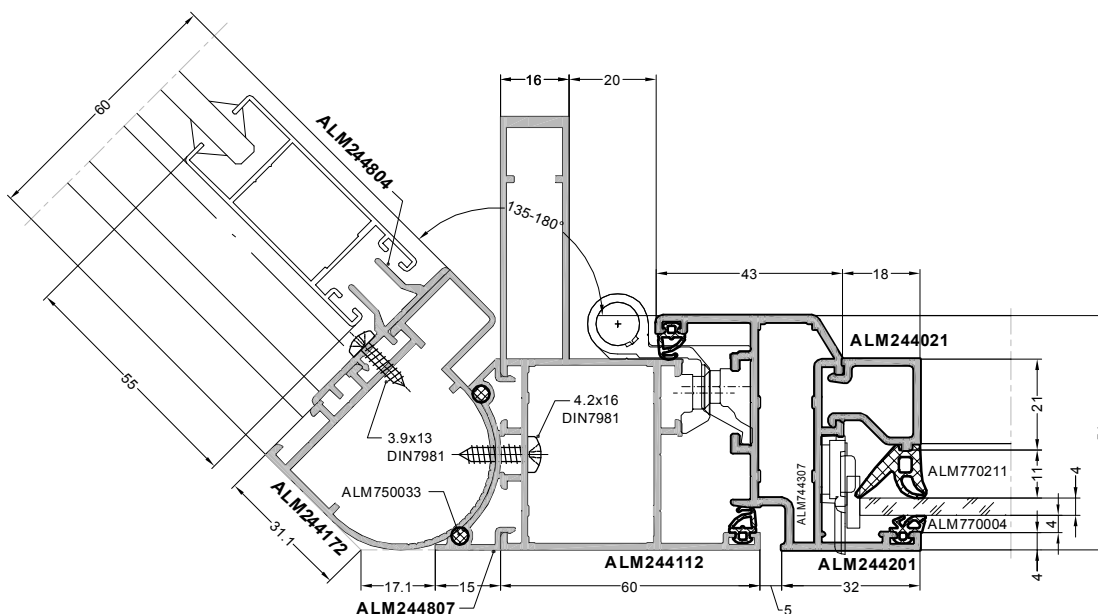 16
20
60
ALM244804
135-180°
43
18
ALM244021
55
3.9x13
DIN7981
4.2x16
DIN7981
21
11
4
ALM770211
ALM744307
ALM750033
ALM770004
4
4
ALM244172
31.1
ALM244112
ALM244201
17.1
15
60
32
5
ALM244807